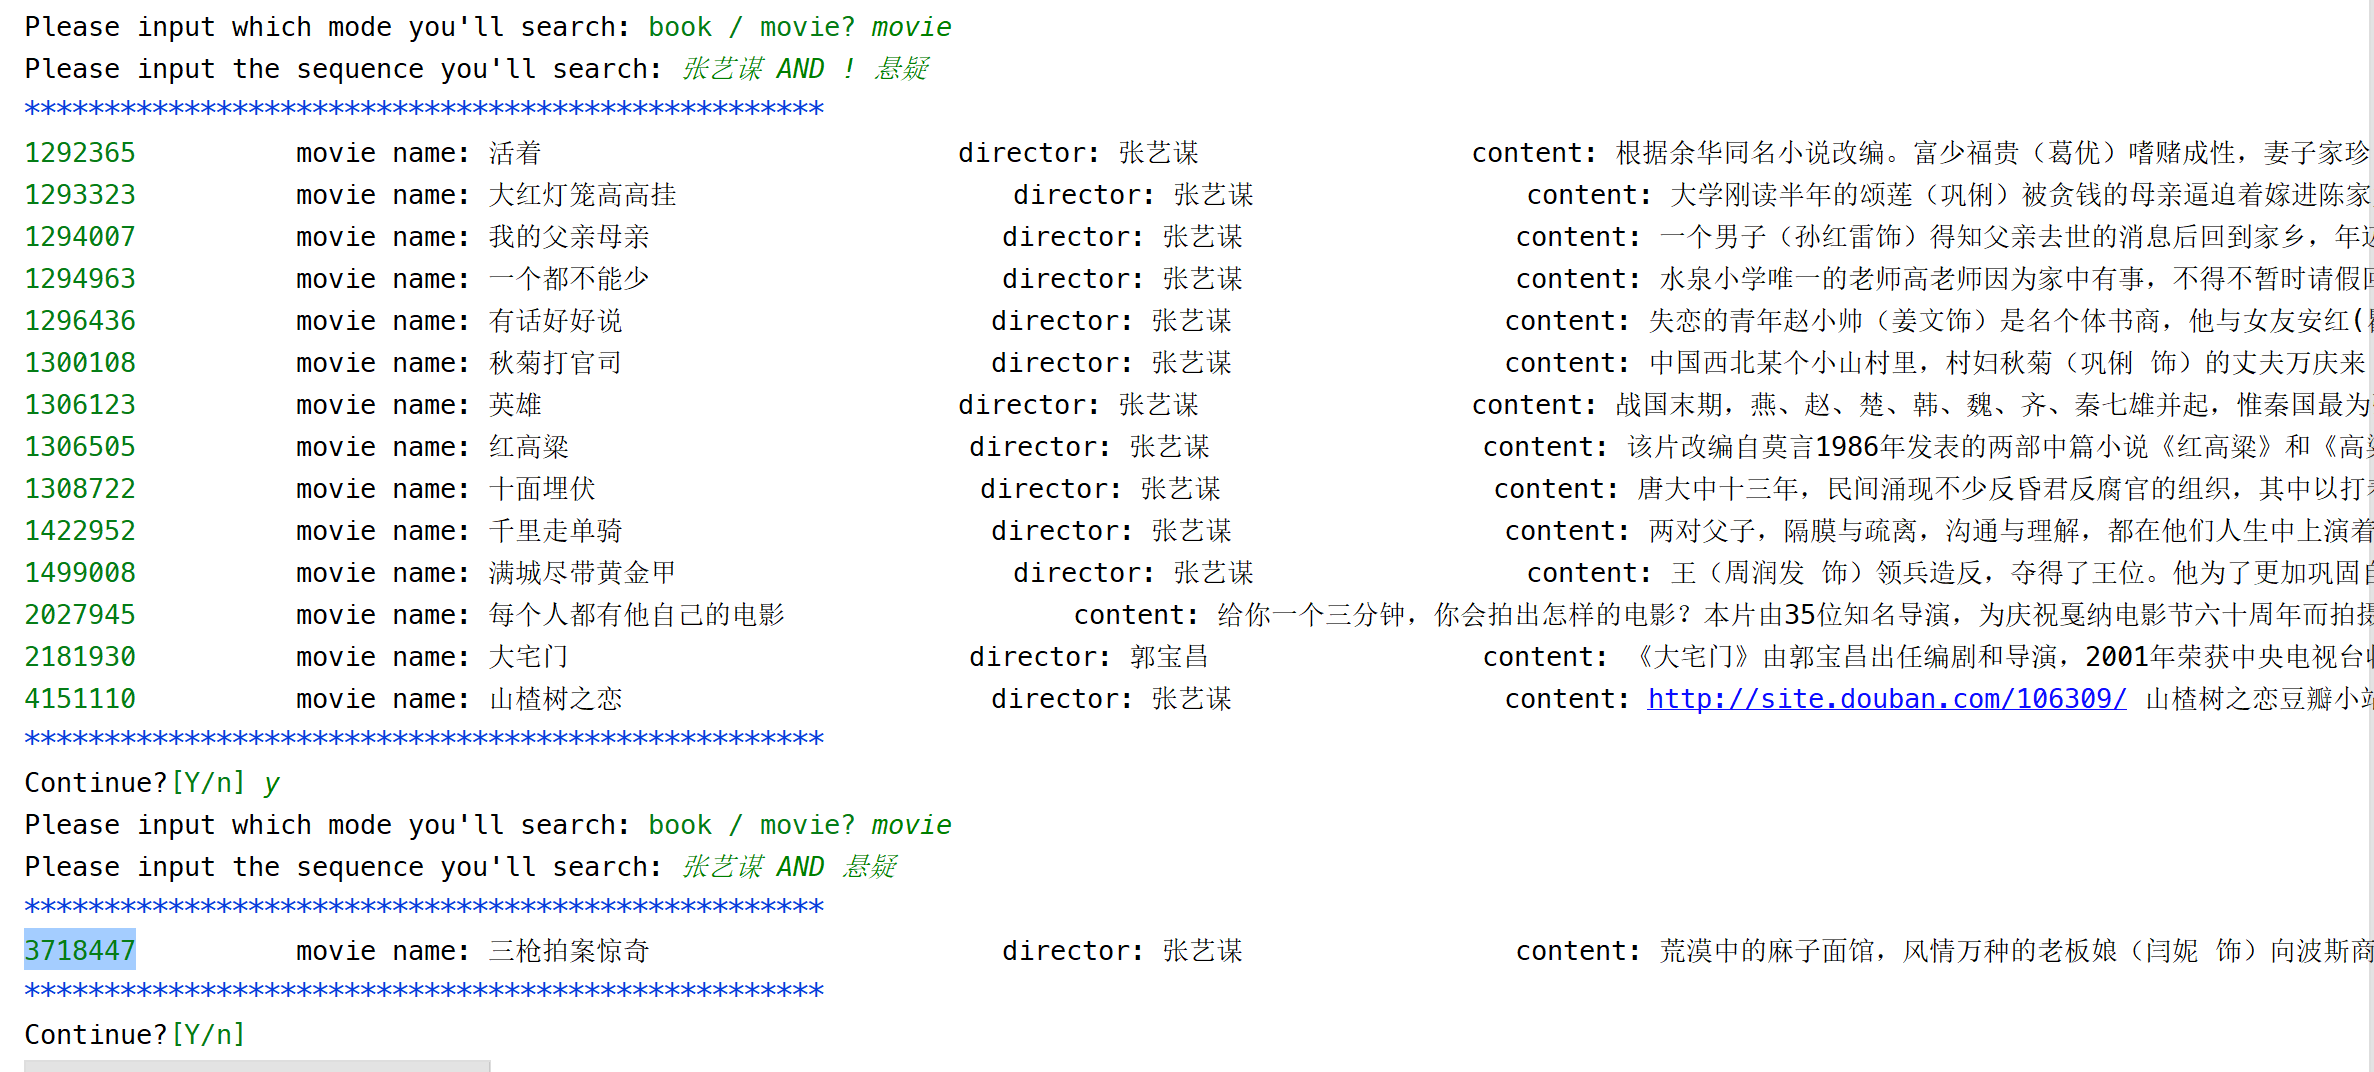 Please input which mode you'll search: book / movie? movie
Please input the sequence you'll search: 张艺谋 AND ! 悬疑
**************************************************
1292365 movie name: 活着 director: 张艺谋 content: 根据余华同名小说改编。富少福贵（葛优）嗜赌成性，妻子家珍
1293323 movie name: 大红灯笼高高挂 director: 张艺谋 content: 大学刚读半年的颂莲（巩俐）被贪钱的母亲逼迫着嫁进陈家
1294007 movie name: 我的父亲母亲 director: 张艺谋 content: 一个男子（孙红雷饰）得知父亲去世的消息后回到家乡，年
1294963 movie name: 一个都不能少 director: 张艺谋 content: 水泉小学唯一的老师高老师因为家中有事，不得不暂时请假
1296436 movie name: 有话好好说 director: 张艺谋 content: 失恋的青年赵小帅（姜文饰）是名个体书商，他与女友安红(
1300108 movie name: 秋菊打官司 director: 张艺谋 content: 中国西北某个小山村里，村妇秋菊（巩俐 饰）的丈夫万庆来
1306123 movie name: 英雄 director: 张艺谋 content: 战国末期，燕、赵、楚、韩、魏、齐、秦七雄并起，惟秦国最为
1306505 movie name: 红高粱 director: 张艺谋 content: 该片改编自莫言1986年发表的两部中篇小说《红高粱》和《高
1308722 movie name: 十面埋伏 director: 张艺谋 content: 唐大中十三年，民间涌现不少反昏君反腐官的组织，其中以打
1422952 movie name: 千里走单骑 director: 张艺谋 content: 两对父子，隔膜与疏离，沟通与理解，都在他们人生中上演着
1499008 movie name: 满城尽带黄金甲 director: 张艺谋 content: 王（周润发 饰）领兵造反，夺得了王位。他为了更加巩固
2027945 movie name: 每个人都有他自己的电影 content: 给你一个三分钟，你会拍出怎样的电影？本片由35位知名导演，为庆祝戛纳电影节六十周年而拍摄
2181930 movie name: 大宅门 director: 郭宝昌 content: 《大宅门》由郭宝昌出任编剧和导演，2001年荣获中央电视台
4151110 movie name: 山楂树之恋 director: 张艺谋 content: http://site.douban.com/106309/ 山楂树之恋豆瓣小站
**************************************************
Continue?[Y/n] y
Please input which mode you'll search: book / movie? movie
Please input the sequence you'll search: 张艺谋 AND 悬疑
**************************************************
3718447 movie name: 三枪拍案惊奇 director: 张艺谋 content: 荒漠中的麻子面馆，风情万种的老板娘（闫妮 饰）向波斯商
**************************************************
Continue?[Y/n]